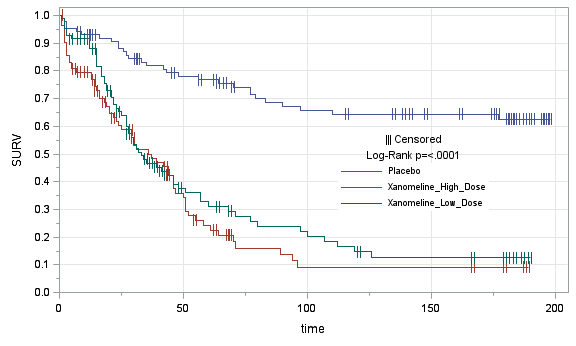 1.0
0.9
0.8
0.7
0.6
0.5
0.4
0.3
0.2
0.1
0.0
SURV
0 50 100 150 200
time
Censored
Log-Rank p=<.0001
Placebo
Xanomeline_High_Dose
Xanomeline_Low_Dose